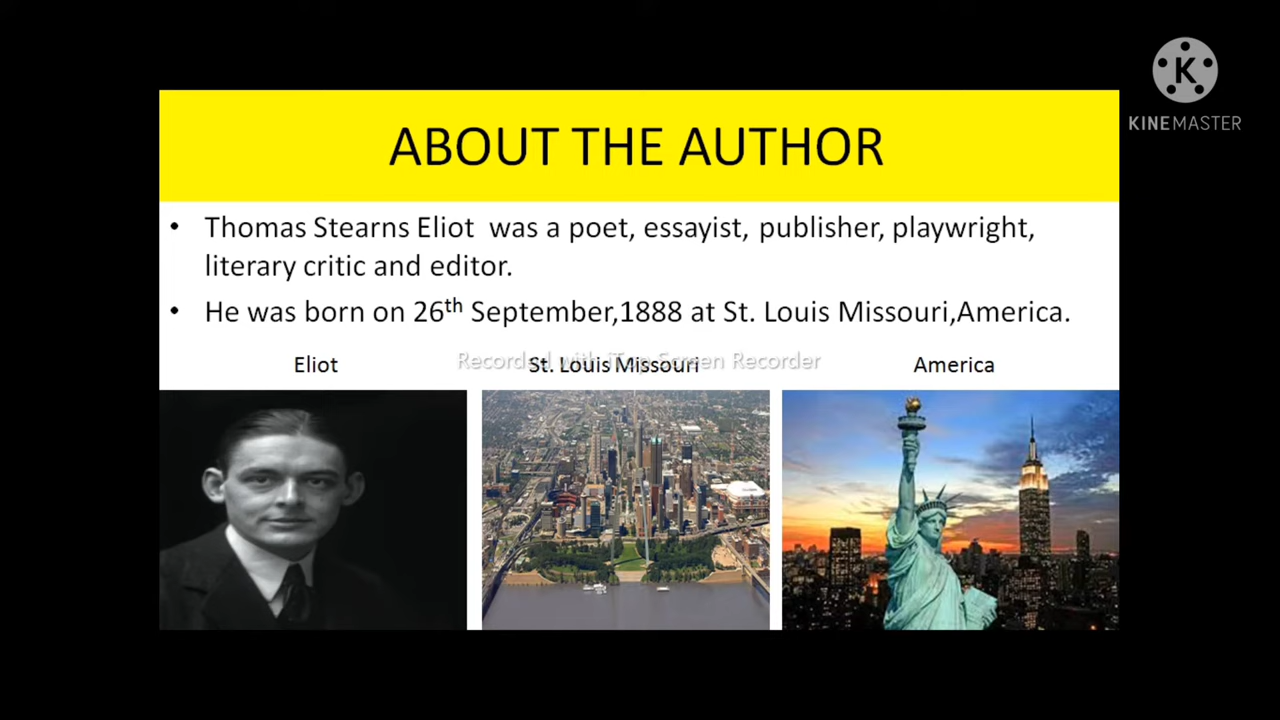 KINEMASTER
ABOUT THE AUTHOR
• Thomas Stearns Eliot was a poet, essayist, publisher, playwright,
literary critic and editor.
• He was born on 26th September,1888 at St. Louis Missouri,America.
Recorded with iTop Screen Recorder
Eliot
St. Louis Missouri
America